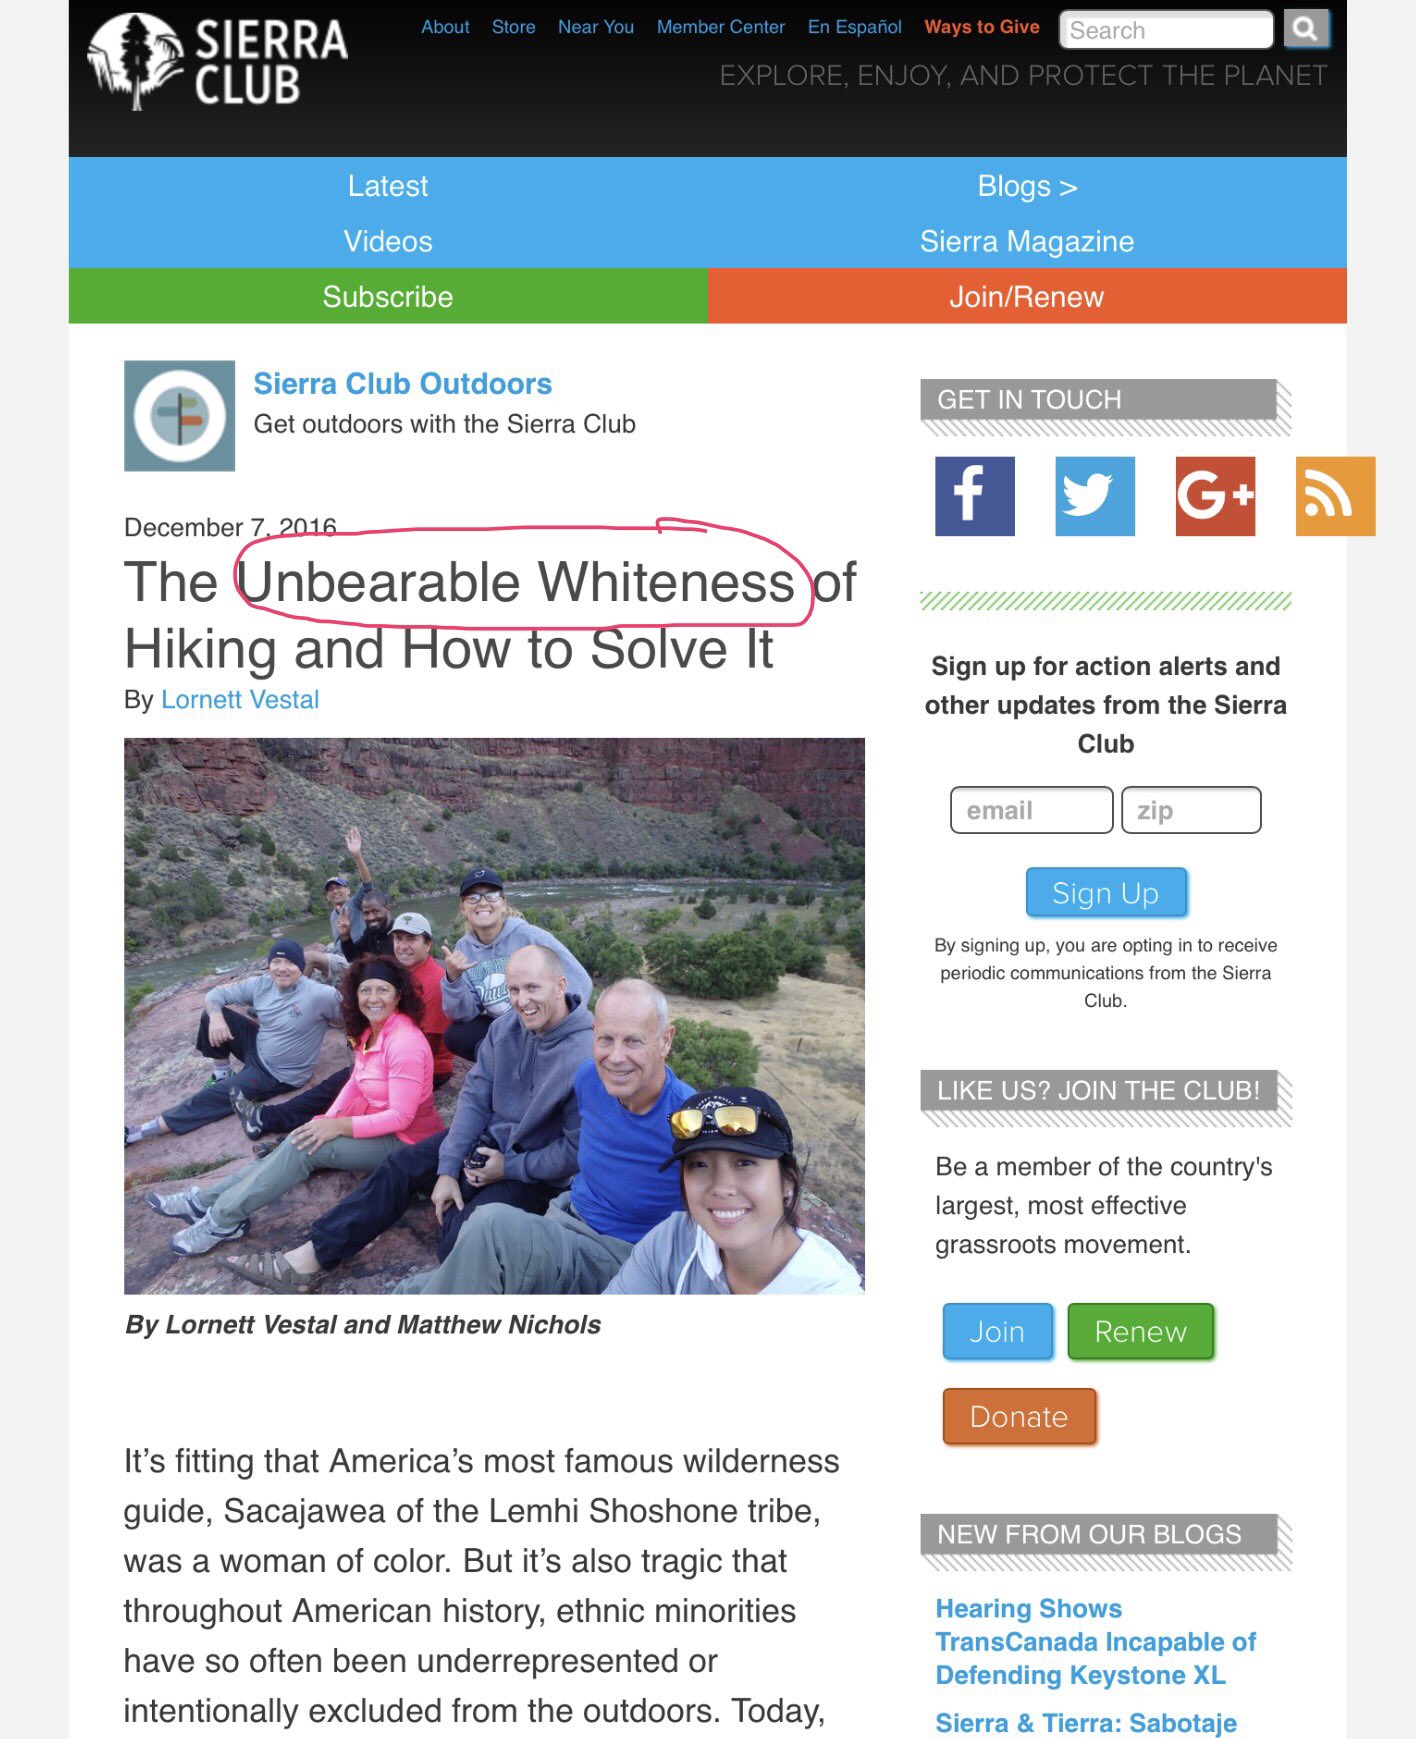 SIERRA
CLUB
About Store Near You Member Center En Español Ways to Give Search
EXPLORE, ENJOY, AND PROTECT THE PLANET
Latest
Blogs >
Videos
Sierra Magazine
Subscribe
Join/Renew
Sierra Club Outdoors
Get outdoors with the Sierra Club
December 7, 2016
The Unbearable Whiteness of
Hiking and How to Solve It
By Lornett Vestal
By Lornett Vestal and Matthew Nichols
It’s fitting that America’s most famous wilderness
guide, Sacajawea of the Lemhi Shoshone tribe,
was a woman of color. But it’s also tragic that
throughout American history, ethnic minorities
have so often been underrepresented or
intentionally excluded from the outdoors. Today,
GET IN TOUCH
Sign up for action alerts and
other updates from the Sierra
Club
email zip
Sign Up
By signing up, you are opting in to receive
periodic communications from the Sierra
Club.
LIKE US? JOIN THE CLUB!
Be a member of the country's
largest, most effective
grassroots movement.
Join Renew
Donate
NEW FROM OUR BLOGS
Hearing Shows
TransCanada Incapable of
Defending Keystone XL
Sierra & Tierra: Sabotaje